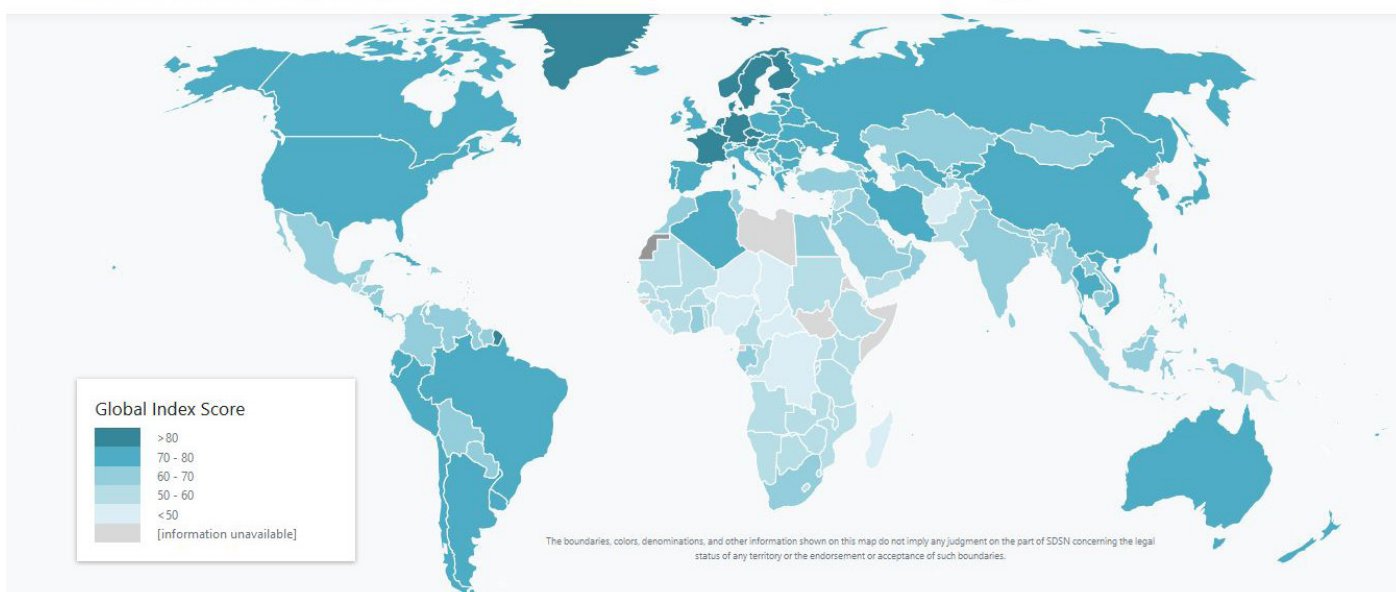 Global Index Score
>80
70 - 80
60 - 70
50 - 60
<50
[information unavailable]
The boundaries, colors, denominations, and other information shown on this map do not imply any judgment on the part of SDSN concerning the legal
status of any territory or the endorsement or acceptance of such boundaries.